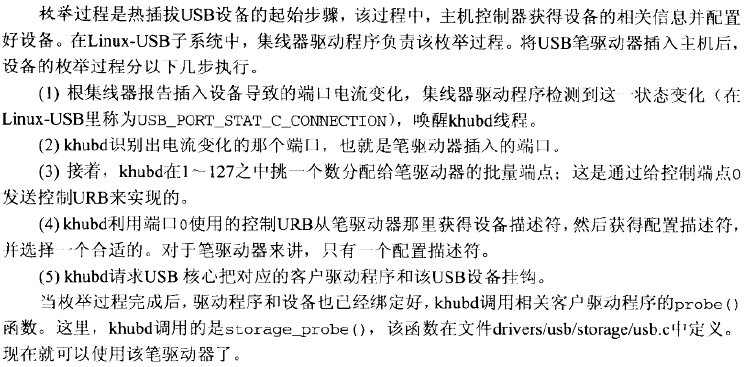 枚举过程是热插拔USB设备的起始步骤，该过程中，主机控制器获得设备的相关信息并配置
好设备。在Linux-USB子系统中，集线器驱动程序负责该枚举过程。将USB笔驱动器插入主机后，
设备的枚举过程分以下几步执行。
(1) 根集线器报告插入设备导致的端口电流变化，集线器驱动程序检测到这一状态变化（在
Linux-USB里称为USB_PORT_STAT_C_CONNECTION），唤醒khubd线程。
(2) khubd识别出电流变化的那个端口，也就是笔驱动器插入的端口。
(3) 接着，khubd在1～127之中挑一个数分配给笔驱动器的批量端点；这是通过给控制端点0
发送控制URB来实现的。
(4) khubd利用端口0使用的控制URB从笔驱动器那里获得设备描述符，然后获得配置描述符，
并选择一个合适的。对于笔驱动器来讲，只有一个配置描述符。
(5) khubd请求USB 核心把对应的客户驱动程序和该USB设备挂钩。
当枚举过程完成后，驱动程序和设备也已经绑定好，khubd调用相关客户驱动程序的probe()
函数。这里，khubd调用的是storage_probe()，该函数在文件drivers/usb/storage/usb.c中定义。
现在就可以使用该笔驱动器了。